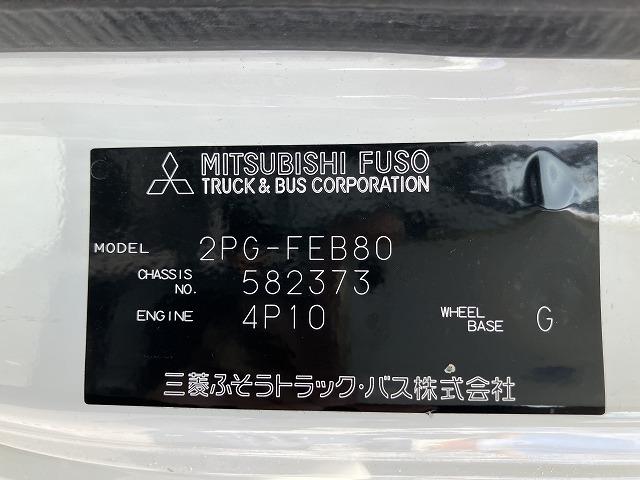 MITSUBISHI FUSO
TRUCK & BUS CORPORATION
MODEL 2PG-FEB80
CHASSIS NO. 582373
ENGINE 4P10 WHEEL BASE G
三菱ふそうトラック・バス株式会社